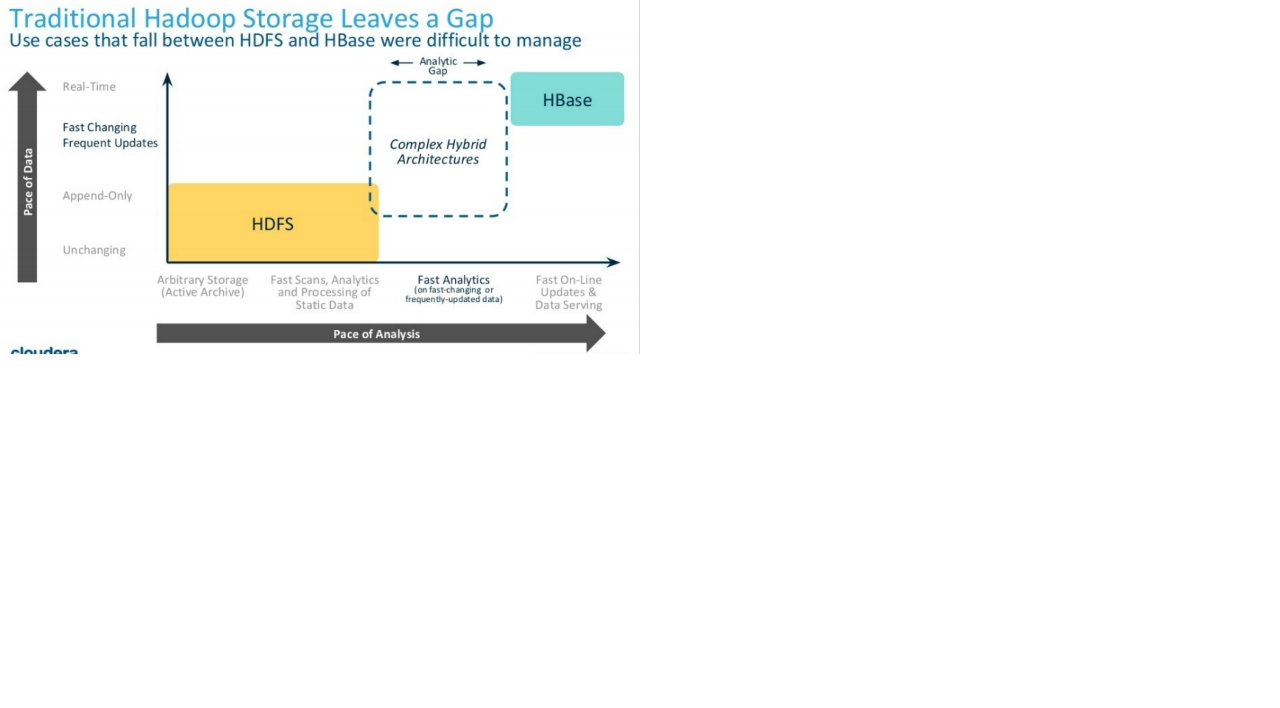 Traditional Hadoop Storage Leaves a Gap
Use cases that fall between HDFS and HBase were difficult to manage
Analytic
Gap
Real-Time
Fast Changing
Frequent Updates
Append-Only
Unchanging
Pace of Data
HBase
Complex Hybrid
Architectures
HDFS
Arbitrary Storage
(Active Archive)
Fast Scans, Analytics
and Processing of
Static Data
Fast Analytics
(on fast-changing or
frequently-updated data)
Fast On-Line
Updates &
Data Serving
Pace of Analysis
cloudera